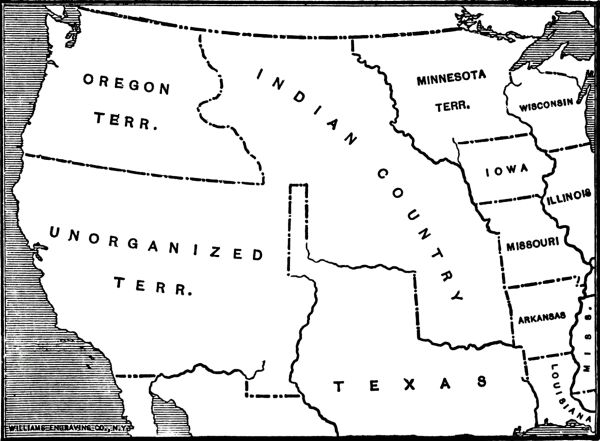 OREGON
TERR.
INDIAN COUNTRY
MINNESOTA
TERR.
WISCONSIN
IOWA
ILLINOIS
UNORGANIZED
TERR.
MISSOURI
ARKANSAS
MISS.
TEXAS
LOUISIANA
WILLIAMS ENGRAVING CO., N.Y.